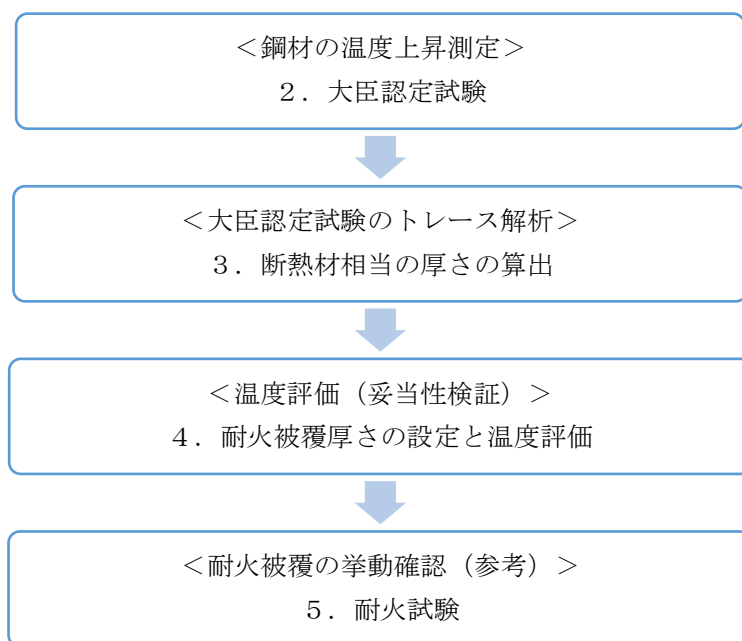 ＜鋼材の温度上昇測定＞
２．大臣認定試験
＜大臣認定試験のトレース解析＞
３．断熱材相当の厚さの算出
＜温度評価（妥当性検証）＞
４．耐火被覆厚さの設定と温度評価
＜耐火被覆の挙動確認（参考）＞
５．耐火試験